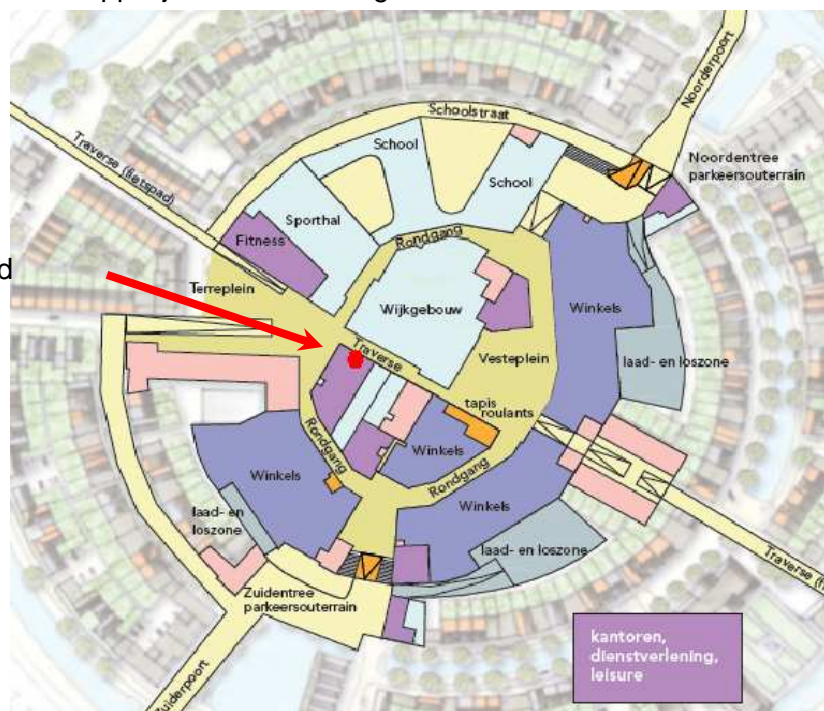 Schoolstraat
Noorderpoort
Traverse (fietspad)
School
School
Noordentree
parkeersouterrain
Sporthal
Rondgang
Fitness
d
Terreplein
Wijkgebouw
Winkels
Traverse
Vesteplein
laad- en loszone
tapis
roulants
Rondgang
Winkels
Rondgang
Winkels
Winkels
laad- en
loszone
laad- en loszone
Traverse (f
Zuidentree
parkeersouterrain
Zuiderpoort
kantoren,
dienstverlening,
leisure